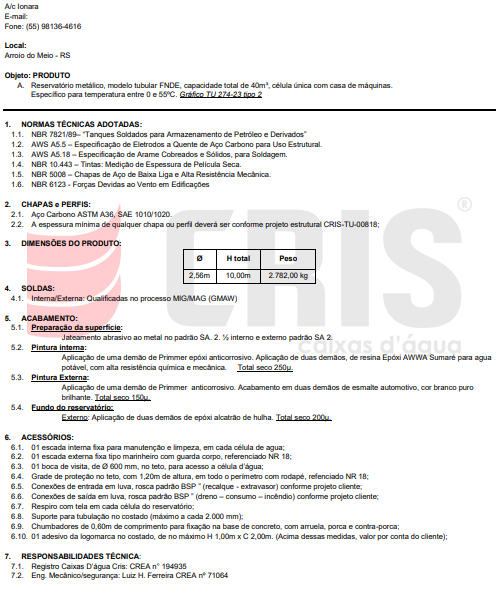 A/c Ionara
E-mail:
Fone: (55) 98136-4616
Local:
Arroio do Meio - RS
Objeto: PRODUTO
A. Reservatório metálico, modelo tubular FNDE, capacidade total de 40m³, célula única com casa de máquinas.
Específico para temperatura entre 0 e 55ºC. Gráfico TU 274-23 tipo 2
1. NORMAS TÉCNICAS ADOTADAS:
1.1. NBR 7821/89– "Tanques Soldados para Armazenamento de Petróleo e Derivados"
1.2. AWS A5.5 – Especificação de Eletrodos a Quente de Aço Carbono para Uso Estrutural.
1.3. AWS A5.18 – Especificação de Arame Cobreados e Sólidos, para Soldagem.
1.4. NBR 10.443 – Tintas: Medição de Espessura de Película Seca.
1.5. NBR 5008 – Chapas de Aço de Baixa Liga e Alta Resistência Mecânica.
1.6. NBR 6123 - Forças Devidas ao Vento em Edificações
2. CHAPAS e PERFIS:
2.1. Aço Carbono ASTM A36, SAE 1010/1020.
2.2. A espessura mínima de qualquer chapa ou perfil deverá ser conforme projeto estrutural CRIS-TU-00818;
3. DIMENSÕES DO PRODUTO:
Ø H total Peso
2,56m 10,00m 2.782,00 kg
4. SOLDAS:
4.1. Interna/Externa: Qualificadas no processo MIG/MAG (GMAW)
5. ACABAMENTO:
5.1. Preparação da superfície:
Jateamento abrasivo ao metal no padrão SA. 2. ½ interno e externo padrão SA 2.
5.2. Pintura interna:
Aplicação de uma demão de Primmer epóxi anticorrosivo. Aplicação de duas demãos, de resina Epóxi AWWA Sumaré para agua
potável, com alta resistência química e mecânica. Total seco 250µ.
5.3. Pintura Externa:
Aplicação de uma demão de Primmer anticorrosivo. Acabamento em duas demãos de esmalte automotivo, cor branco puro
brilhante. Total seco 150µ.
5.4. Fundo do reservatório:
Externo: Aplicação de duas demãos de epóxi alcatrão de hulha. Total seco 200µ.
6. ACESSÓRIOS:
6.1. 01 escada interna fixa para manutenção e limpeza, em cada célula de agua;
6.2. 01 escada externa fixa tipo marinheiro com guarda corpo, referenciado NR 18;
6.3. 01 boca de visita, de Ø 600 mm, no teto, para acesso a célula d'água;
6.4. Grade de proteção no teto, com 1,20m de altura, em todo o perímetro com rodapé, refenciado NR 18;
6.5. Conexões de entrada em luva, rosca padrão BSP " (recalque - extravasor) conforme projeto cliente;
6.6. Conexões de saída em luva, rosca padrão BSP " (dreno – consumo – incêndio) conforme projeto cliente;
6.7. Respiro com tela em cada célula do reservatório;
6.8. Suporte para tubulação no costado (máximo a cada 2.000 mm);
6.9. Chumbadores de 0,60m de comprimento para fixação na base de concreto, com arruela, porca e contra-porca;
6.10. 01 adesivo da logomarca no costado, de no máximo H 1,00m x C 2,00m. (Acima dessas medidas, valor por conta do cliente);
7. RESPONSABILIDADES TÉCNICA:
7.1. Registro Caixas D'água Cris: CREA n° 194935
7.2. Eng. Mecânico/segurança: Luiz H. Ferreira CREA nº 71064
CRIS®
caixas d'água